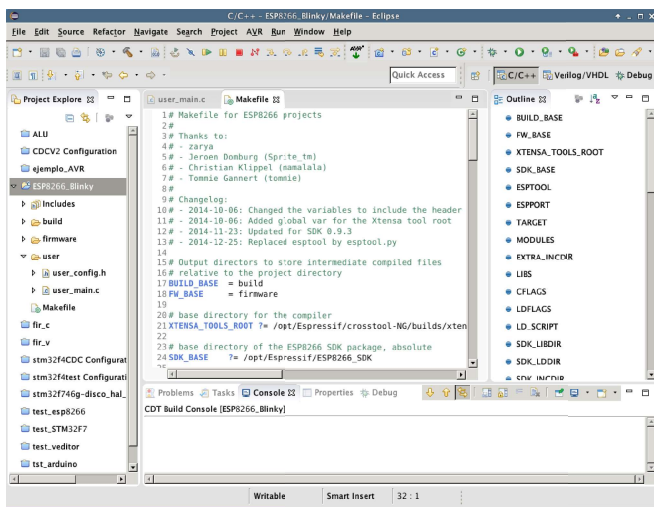 C/C++ - ESP8266_Blinky/Makefile - Eclipse
File Edit Source Refactor Navigate Search Project AVR Run Window Help
Quick Access
C/C++ Verilog/VHDL Debug
Project Explore
ALU
CDCV2 Configuration
ejemplo_AVR
ESP8266_Blinky
Includes
build
firmware
user
user_config.h
user_main.c
Makefile
fir_c
fir_v
stm32f4CDC Configurat
stm32f4test Configurati
stm32f746g-disco_hal_
test_esp8266
test_STM32F7
test_veditor
tst_arduino
user_main.c Makefile
1 # Makefile for ESP8266 projects
2 #
3 # Thanks to:
4 # - zarya
5 # - Jeroen Domburg (Sprite_tm)
6 # - Christian Klippel (mamalala)
7 # - Tommie Gannert (tommie)
8 #
9 # Changelog:
10 # - 2014-10-06: Changed the variables to include the header
11 # - 2014-10-06: Added global var for the Xtensa tool root
12 # - 2014-11-23: Updated for SDK 0.9.3
13 # - 2014-12-25: Replaced esptool by esptool.py
14
15 # Output directors to store intermediate compiled files
16 # relative to the project directory
17 BUILD_BASE = build
18 FW_BASE = firmware
19
20 # base directory for the compiler
21 XTENSA_TOOLS_ROOT ?= /opt/Espressif/crosstool-NG/builds/xten
22
23 # base directory of the ESP8266 SDK package, absolute
24 SDK_BASE ?= /opt/Espressif/ESP8266_SDK
25
Outline
BUILD_BASE
FW_BASE
XTENSA_TOOLS_ROOT
SDK_BASE
ESPTOOL
ESPPORT
TARGET
MODULES
EXTRA_INCDIR
LIBS
CFLAGS
LDFLAGS
LD_SCRIPT
SDK_LIBDIR
SDK_LDDIR
SDK_INCDIR
Problems Tasks Console Properties Debug
CDT Build Console [ESP8266_Blinky]
Writable Smart Insert 32 : 1